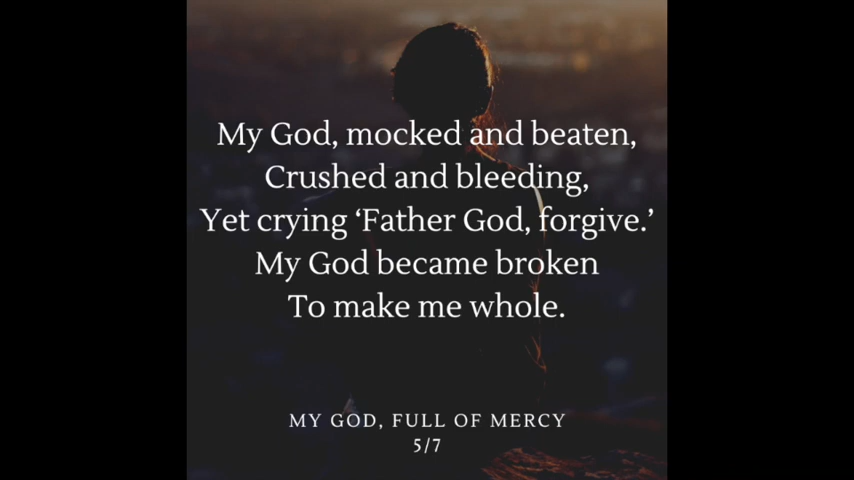 My God, mocked and beaten,
Crushed and bleeding,
Yet crying ‘Father God, forgive.’
My God became broken
To make me whole.
MY GOD, FULL OF MERCY
5/7